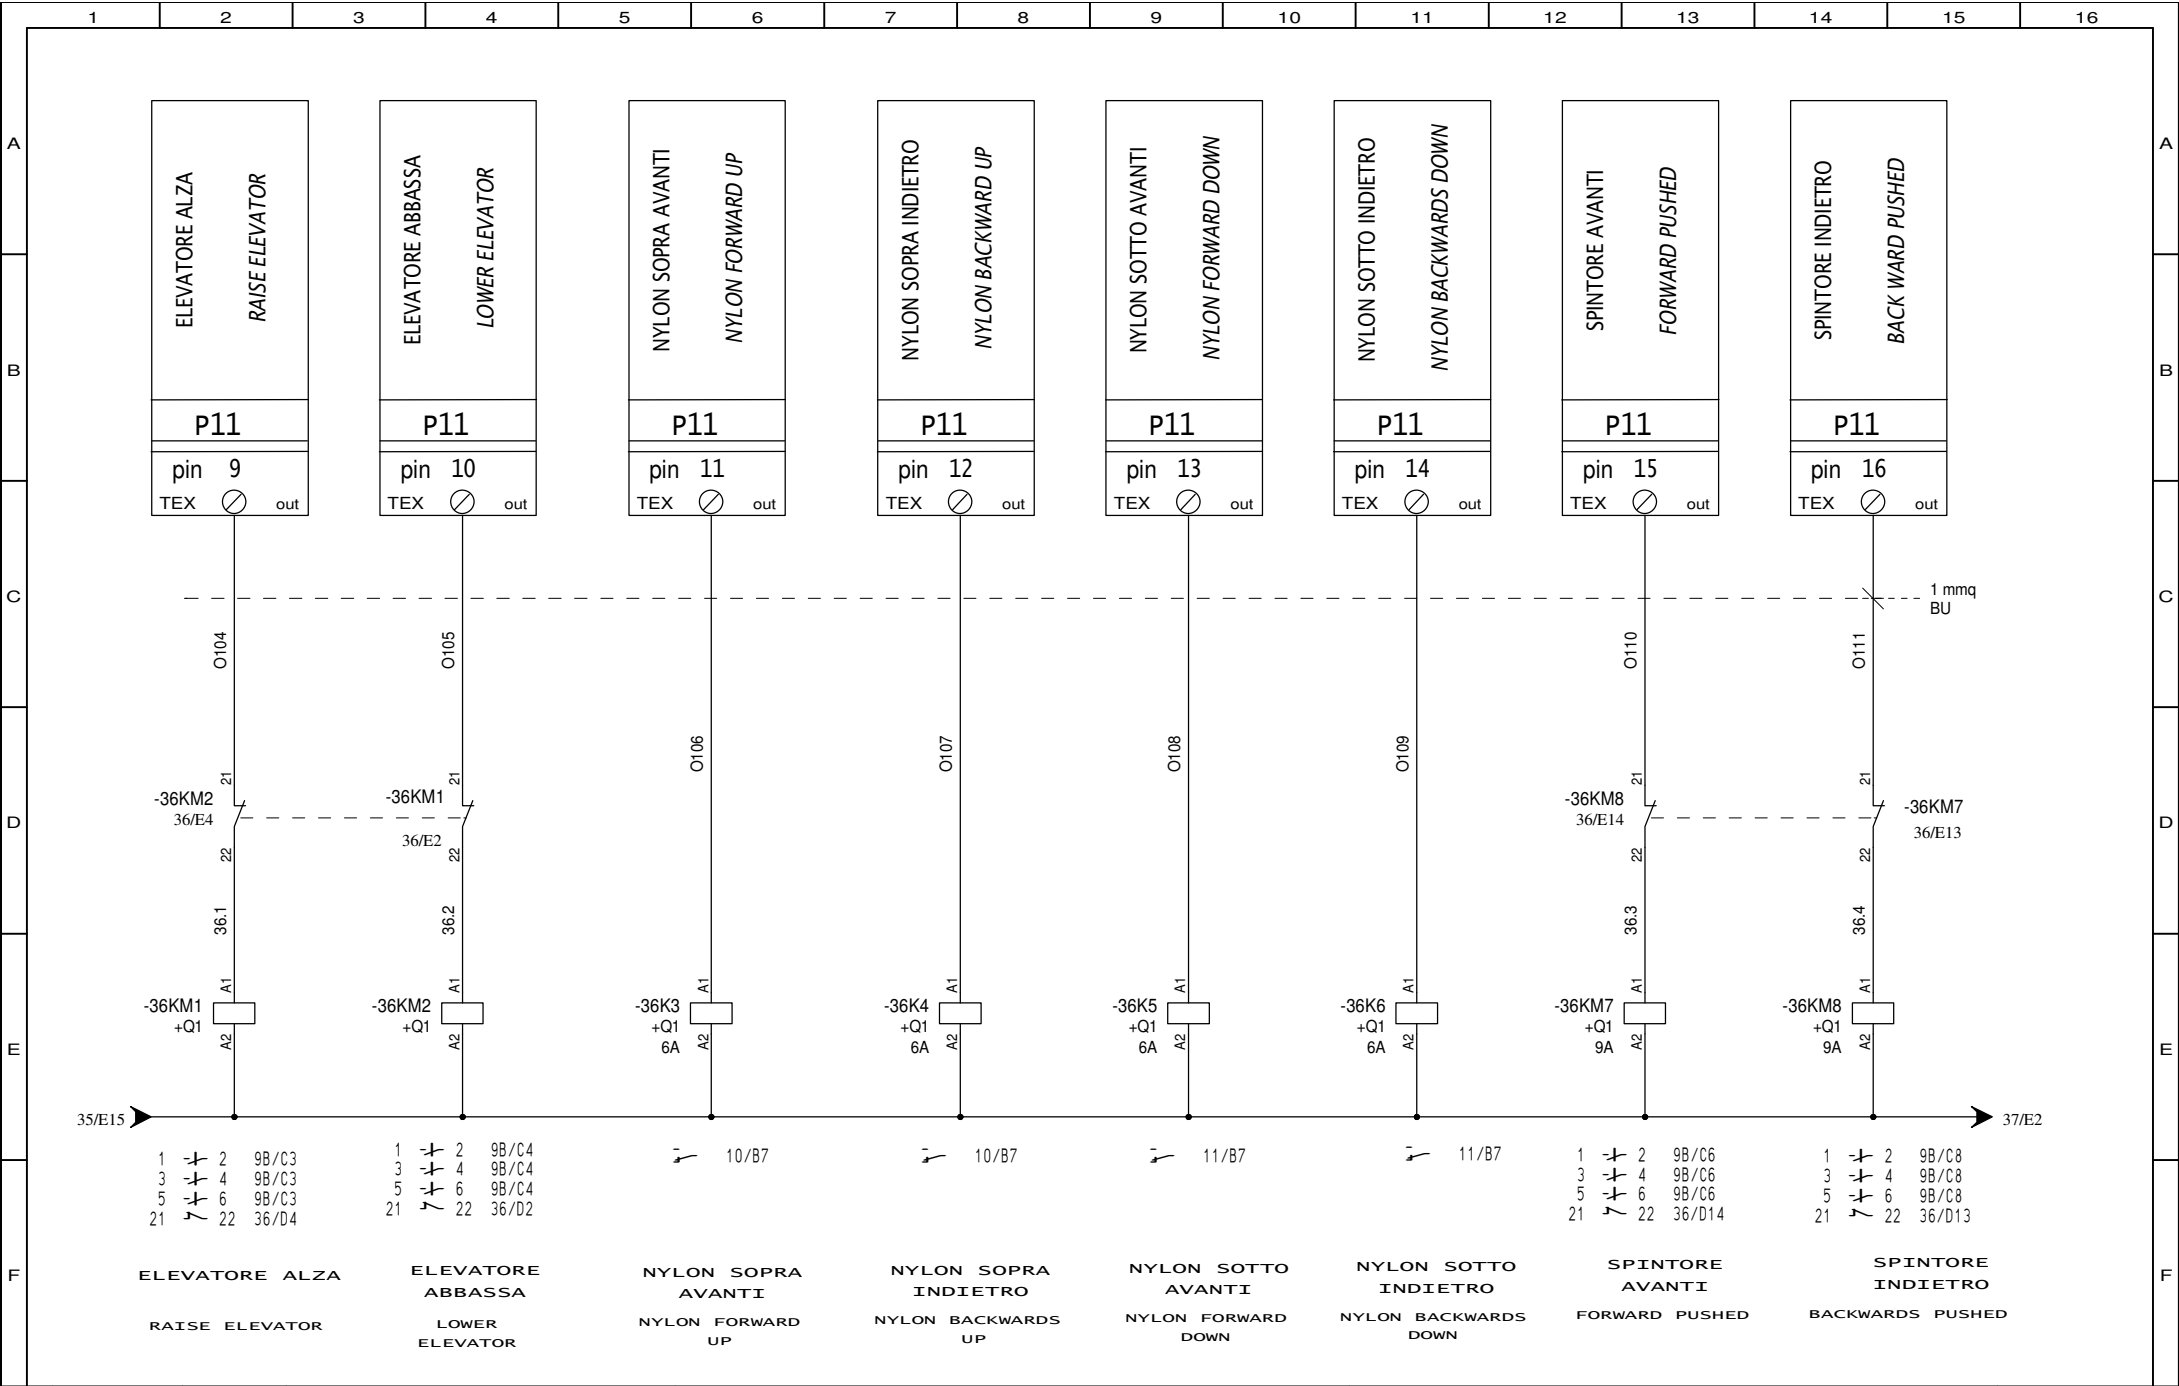 1 2 3 4 5 6 7 8 9 10 11 12 13 14 15 16
A A
B B
C C
D D
E E
F F
ELEVATORE ALZA
RAISE ELEVATOR
P11
pin 9
TEX out
ELEVATORE ABBASSA
LOWER ELEVATOR
P11
pin 10
TEX out
NYLON SOPRA AVANTI
NYLON FORWARD UP
P11
pin 11
TEX out
NYLON SOPRA INDIETRO
NYLON BACKWARD UP
P11
pin 12
TEX out
NYLON SOTTO AVANTI
NYLON FORWARD DOWN
P11
pin 13
TEX out
NYLON SOTTO INDIETRO
NYLON BACKWARDS DOWN
P11
pin 14
TEX out
SPINTORE AVANTI
FORWARD PUSHED
P11
pin 15
TEX out
SPINTORE INDIETRO
BACK WARD PUSHED
P11
pin 16
TEX out
1 mmq
BU
O104
O105
O106
O107
O108
O109
O110
O111
21
-36KM2
36/E4
22
36.1
21
-36KM1
36/E2
22
36.2
21
-36KM8
36/E14
22
36.3
21
-36KM7
36/E13
22
36.4
A1
-36KM1
+Q1
A2
A1
-36KM2
+Q1
A2
A1
-36K3
+Q1
6A
A2
A1
-36K4
+Q1
6A
A2
A1
-36K5
+Q1
6A
A2
A1
-36K6
+Q1
6A
A2
A1
-36KM7
+Q1
9A
A2
A1
-36KM8
+Q1
9A
A2
35/E15
37/E2
1 2 9B/C3
3 4 9B/C3
5 6 9B/C3
21 22 36/D4
1 2 9B/C4
3 4 9B/C4
5 6 9B/C4
21 22 36/D2
10/B7
10/B7
11/B7
11/B7
1 2 9B/C6
3 4 9B/C6
5 6 9B/C6
21 22 36/D14
1 2 9B/C8
3 4 9B/C8
5 6 9B/C8
21 22 36/D13
ELEVATORE ALZA
RAISE ELEVATOR
ELEVATORE
ABBASSA
LOWER
ELEVATOR
NYLON SOPRA
AVANTI
NYLON FORWARD
UP
NYLON SOPRA
INDIETRO
NYLON BACKWARDS
UP
NYLON SOTTO
AVANTI
NYLON FORWARD
DOWN
NYLON SOTTO
INDIETRO
NYLON BACKWARDS
DOWN
SPINTORE
AVANTI
FORWARD PUSHED
SPINTORE
INDIETRO
BACKWARDS PUSHED